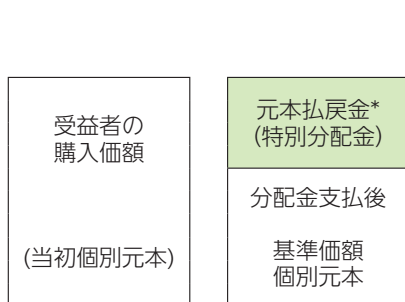 受益者の
購入価額
(当初個別元本)
元本払戻金*
(特別分配金)
分配金支払後
基準価額
個別元本